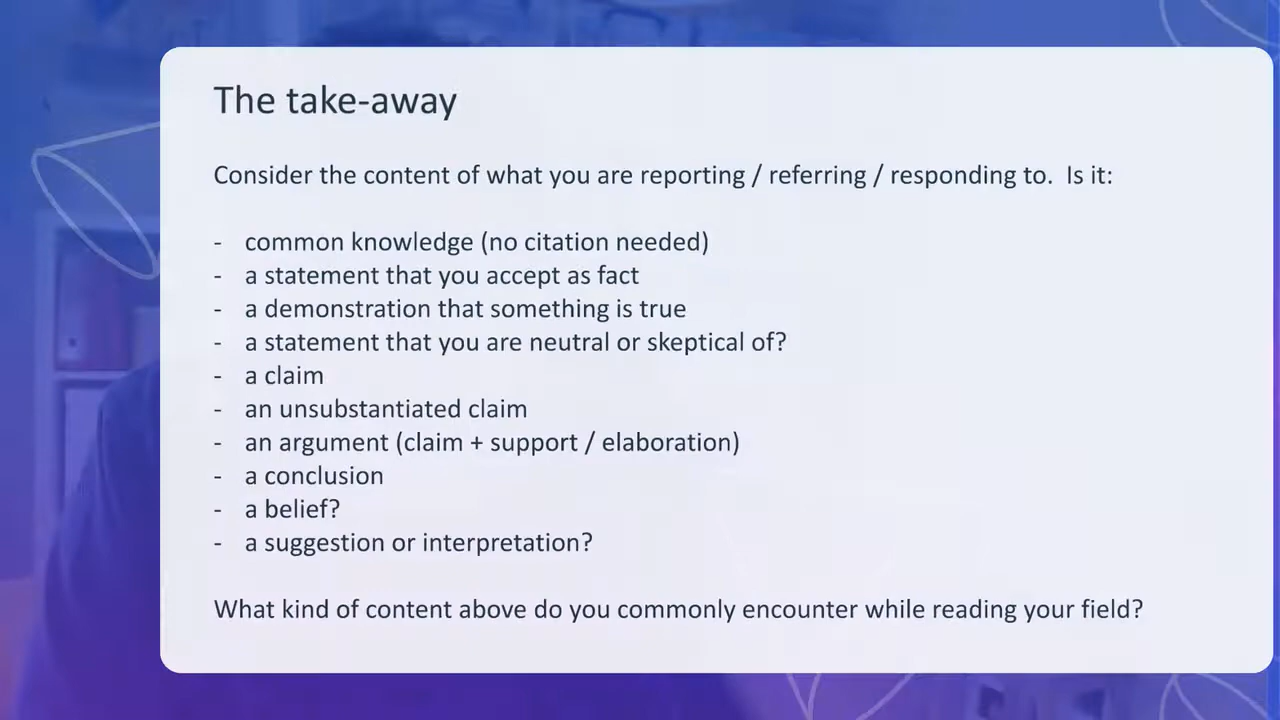 The take-away
Consider the content of what you are reporting / referring / responding to.  Is it:
- common knowledge (no citation needed)
- a statement that you accept as fact
- a demonstration that something is true
- a statement that you are neutral or skeptical of?
- a claim
- an unsubstantiated claim
- an argument (claim + support / elaboration)
- a conclusion
- a belief?
- a suggestion or interpretation?
What kind of content above do you commonly encounter while reading your field?